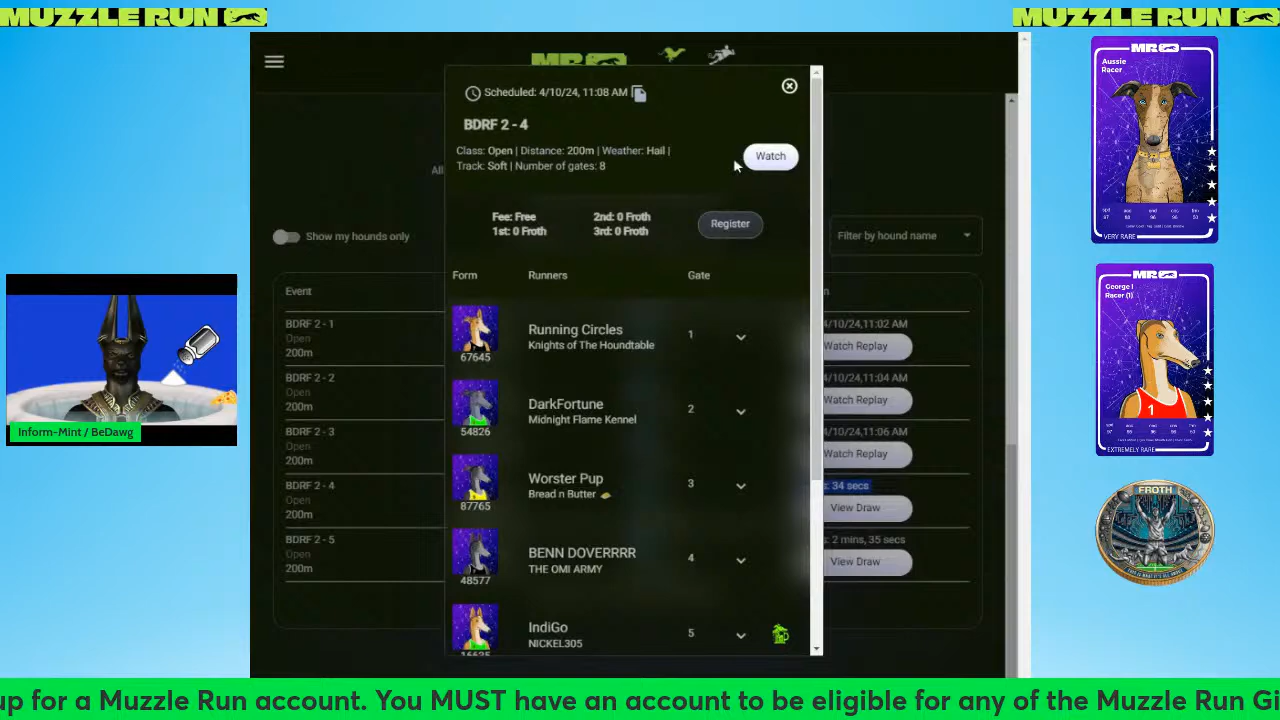 MUZZLE RUN
MUZZLE RUN
MR
Scheduled: 4/10/24, 11:08 AM
BDRF 2 - 4
Class: Open | Distance: 200m | Weather: Hail |
Track: Soft | Number of gates: 8
Watch
Fee: Free
1st: 0 Froth
2nd: 0 Froth
3rd: 0 Froth
Register
Form Runners Gate
67645 Running Circles 1
Knights of The Houndtable
54826 DarkFortune 2
Midnight Flame Kennel
87765 Worster Pup 3
Bread n Butter
48577 BENN DOVERRRR 4
THE OMI ARMY
IndiGo 5
NICKEL305
All
Show my hounds only
Filter by hound name
Event
BDRF 2 - 1
Open
200m
4/10/24, 11:02 AM
Watch Replay
BDRF 2 - 2
Open
200m
4/10/24, 11:04 AM
Watch Replay
BDRF 2 - 3
Open
200m
4/10/24, 11:06 AM
Watch Replay
BDRF 2 - 4
Open
200m
: 34 secs
View Draw
BDRF 2 - 5
Open
200m
s: 2 mins, 35 secs
View Draw
Inform-Mint / BeDawg
MR
Aussie
Racer
VERY RARE
MR
George I
Racer (1)
1
EXTREMELY RARE
FROTH
up for a Muzzle Run account. You MUST have an account to be eligible for any of the Muzzle Run Gi